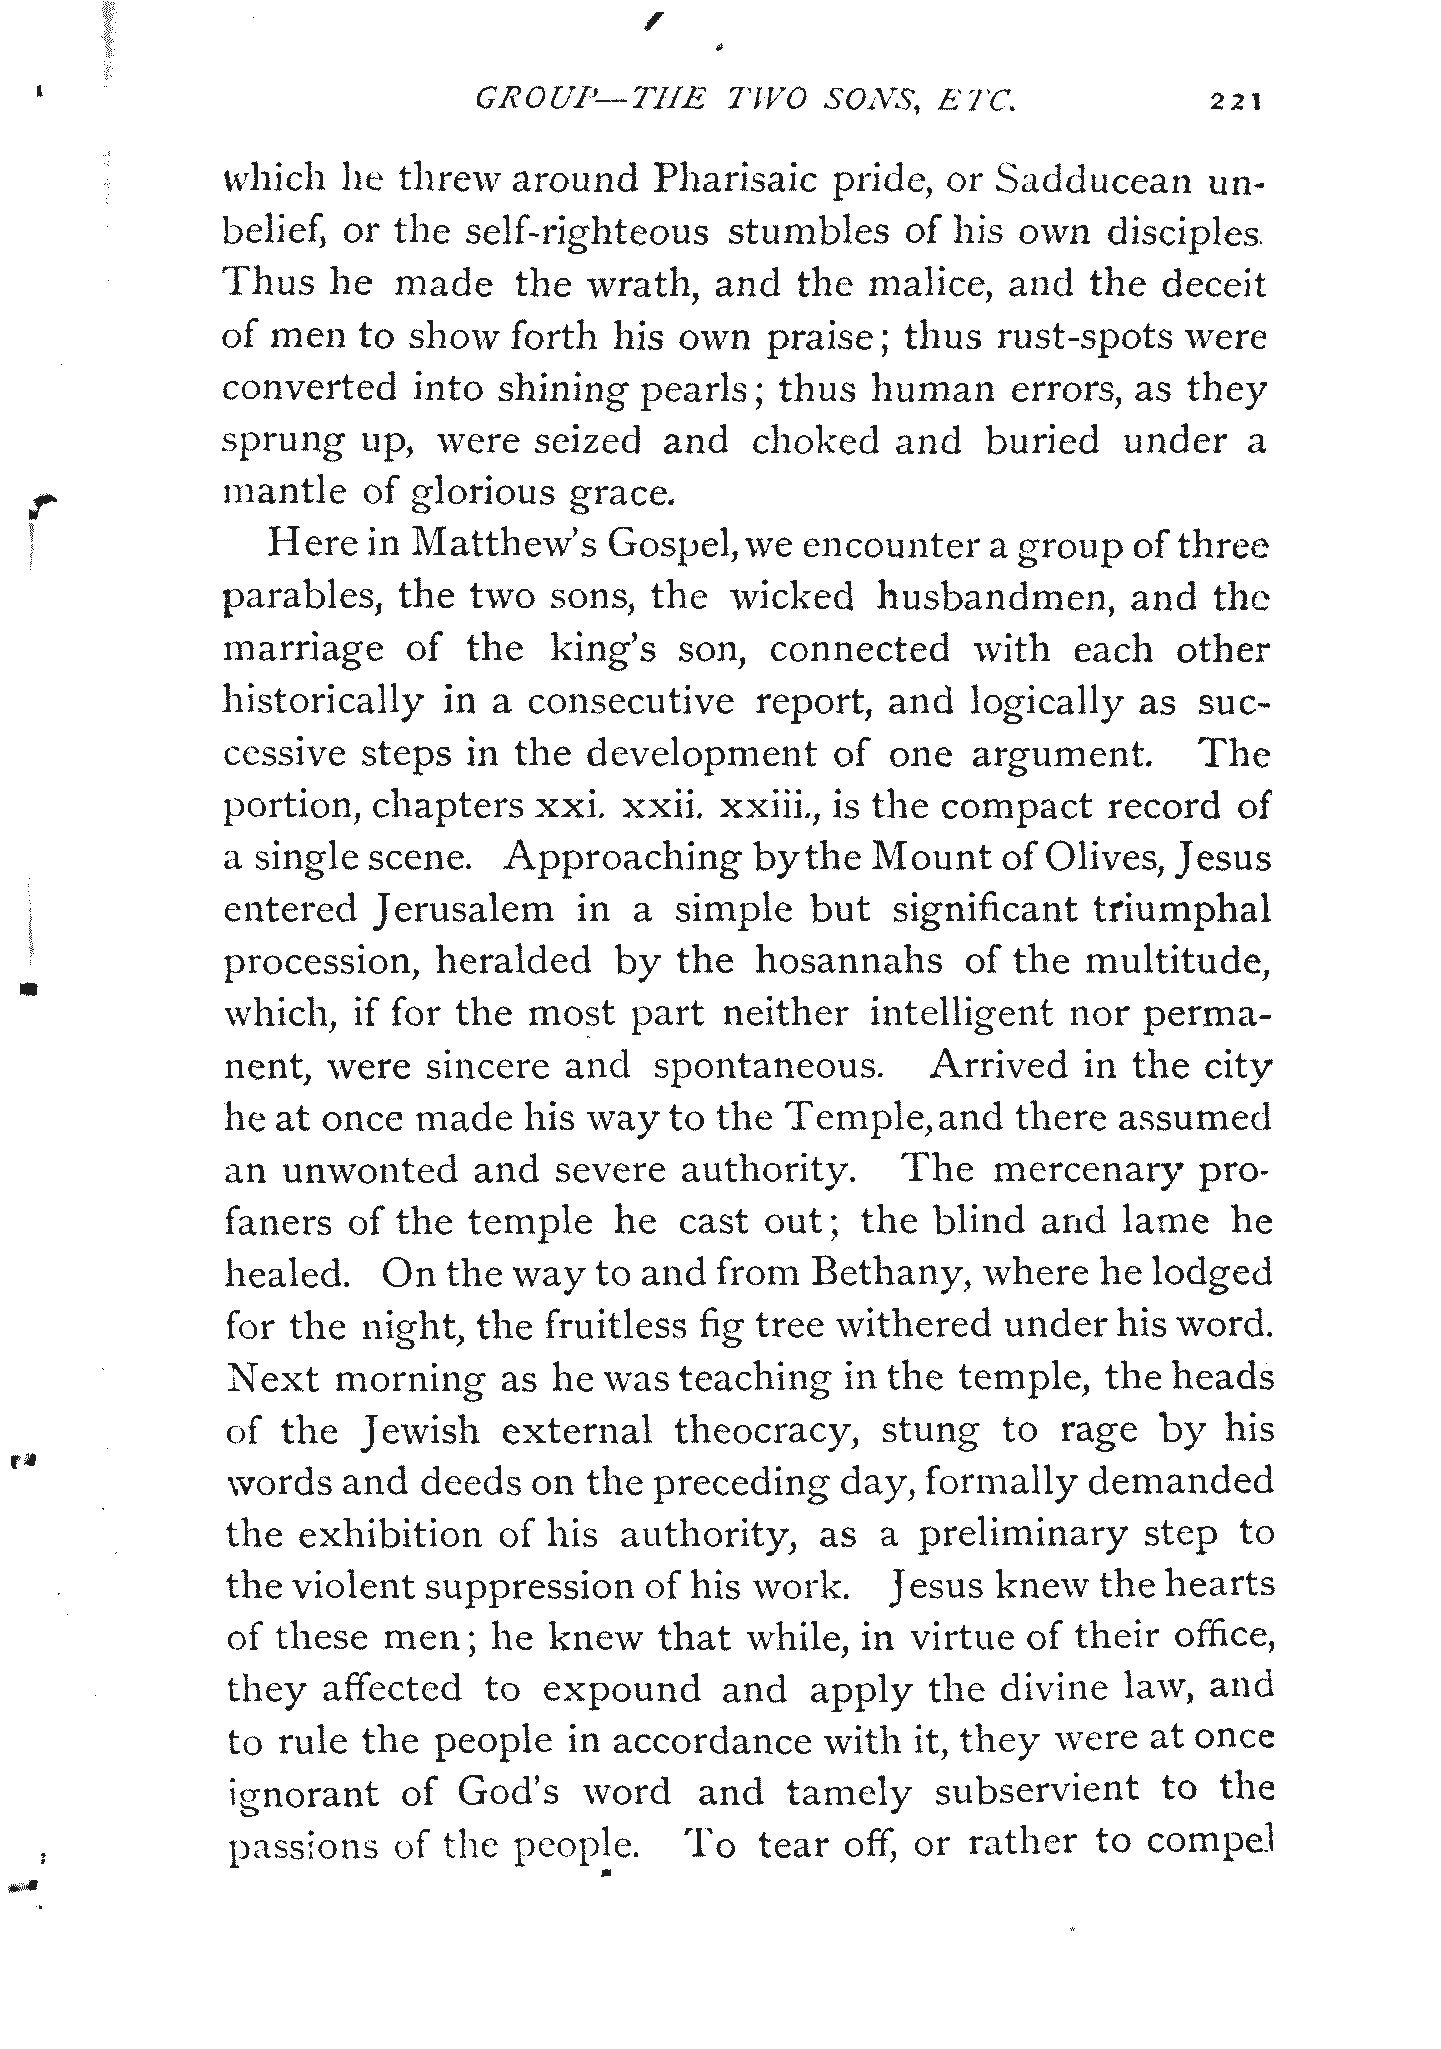 GROUP—THE TWO SONS, ETC. 221
which he threw around Pharisaic pride, or Sadducean un-
belief, or the self-righteous stumbles of his own disciples.
Thus he made the wrath, and the malice, and the deceit
of men to show forth his own praise; thus rust-spots were
converted into shining pearls; thus human errors, as they
sprung up, were seized and choked and buried under a
mantle of glorious grace.
Here in Matthew's Gospel, we encounter a group of three
parables, the two sons, the wicked husbandmen, and the
marriage of the king's son, connected with each other
historically in a consecutive report, and logically as suc-
cessive steps in the development of one argument. The
portion, chapters xxi. xxii. xxiii., is the compact record of
a single scene. Approaching by the Mount of Olives, Jesus
entered Jerusalem in a simple but significant triumphal
procession, heralded by the hosannahs of the multitude,
which, if for the most part neither intelligent nor perma-
nent, were sincere and spontaneous. Arrived in the city
he at once made his way to the Temple, and there assumed
an unwonted and severe authority. The mercenary pro-
faners of the temple he cast out; the blind and lame he
healed. On the way to and from Bethany, where he lodged
for the night, the fruitless fig tree withered under his word.
Next morning as he was teaching in the temple, the heads
of the Jewish external theocracy, stung to rage by his
words and deeds on the preceding day, formally demanded
the exhibition of his authority, as a preliminary step to
the violent suppression of his work. Jesus knew the hearts
of these men; he knew that while, in virtue of their office,
they affected to expound and apply the divine law, and
to rule the people in accordance with it, they were at once
ignorant of God's word and tamely subservient to the
passions of the people. To tear off, or rather to compel